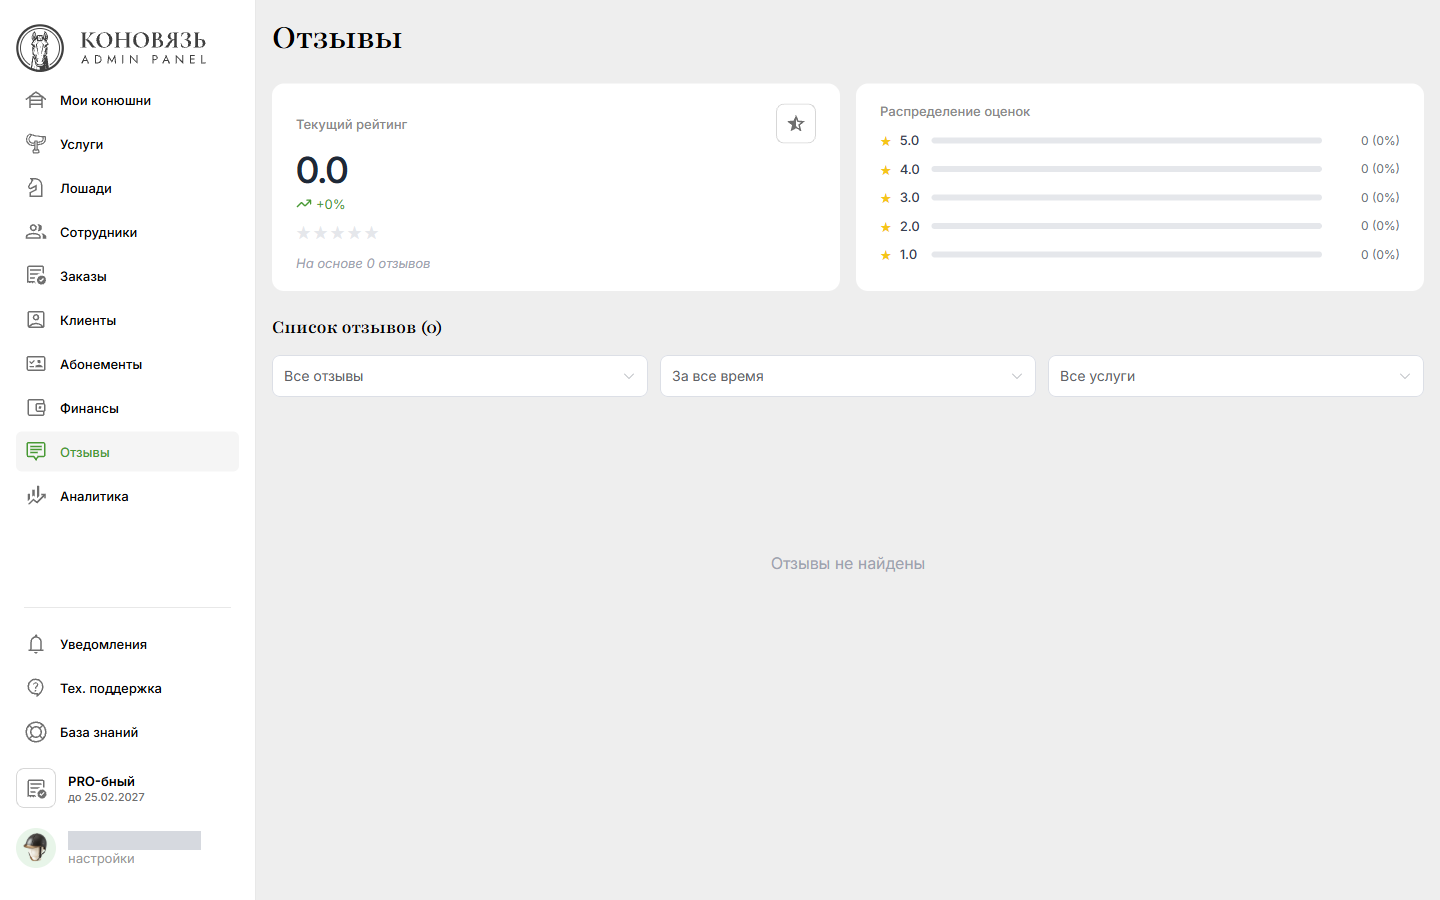 КОНОВЯЗЬ
ADMIN PANEL
Мои конюшни
Услуги
Лошади
Сотрудники
Заказы
Клиенты
Абонементы
Финансы
Отзывы
Аналитика
Уведомления
Тех. поддержка
База знаний
PRO-бный
до 25.02.2027
настройки
Отзывы
Текущий рейтинг
0.0
+0%
На основе 0 отзывов
Распределение оценок
5.0 0 (0%)
4.0 0 (0%)
3.0 0 (0%)
2.0 0 (0%)
1.0 0 (0%)
Список отзывов (0)
Все отзывы
За все время
Все услуги
Отзывы не найдены